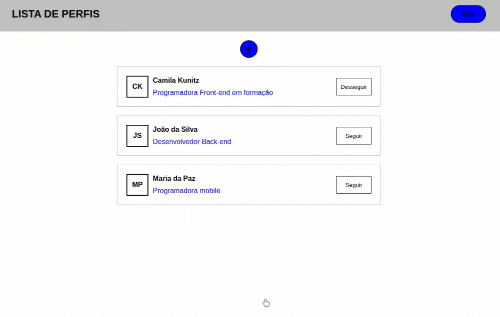 LISTA DE PERFIS
CK
Camila Kunitz
Programadora Front-end em formação
Desseguir
JS
João da Silva
Desenvolvedor Back-end
Seguir
MP
Maria da Paz
Programadora mobile
Seguir